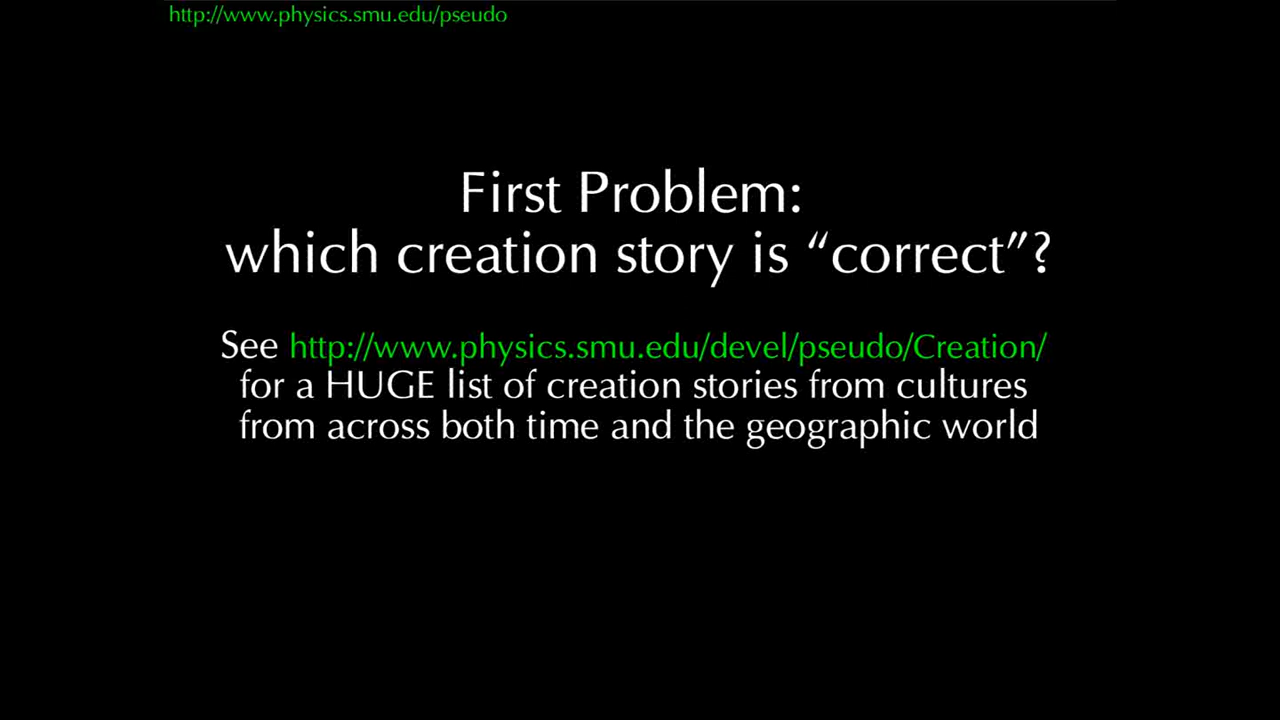 http://www.physics.smu.edu/pseudo
First Problem:
which creation story is “correct”?
See http://www.physics.smu.edu/devel/pseudo/Creation/
for a HUGE list of creation stories from cultures
from across both time and the geographic world